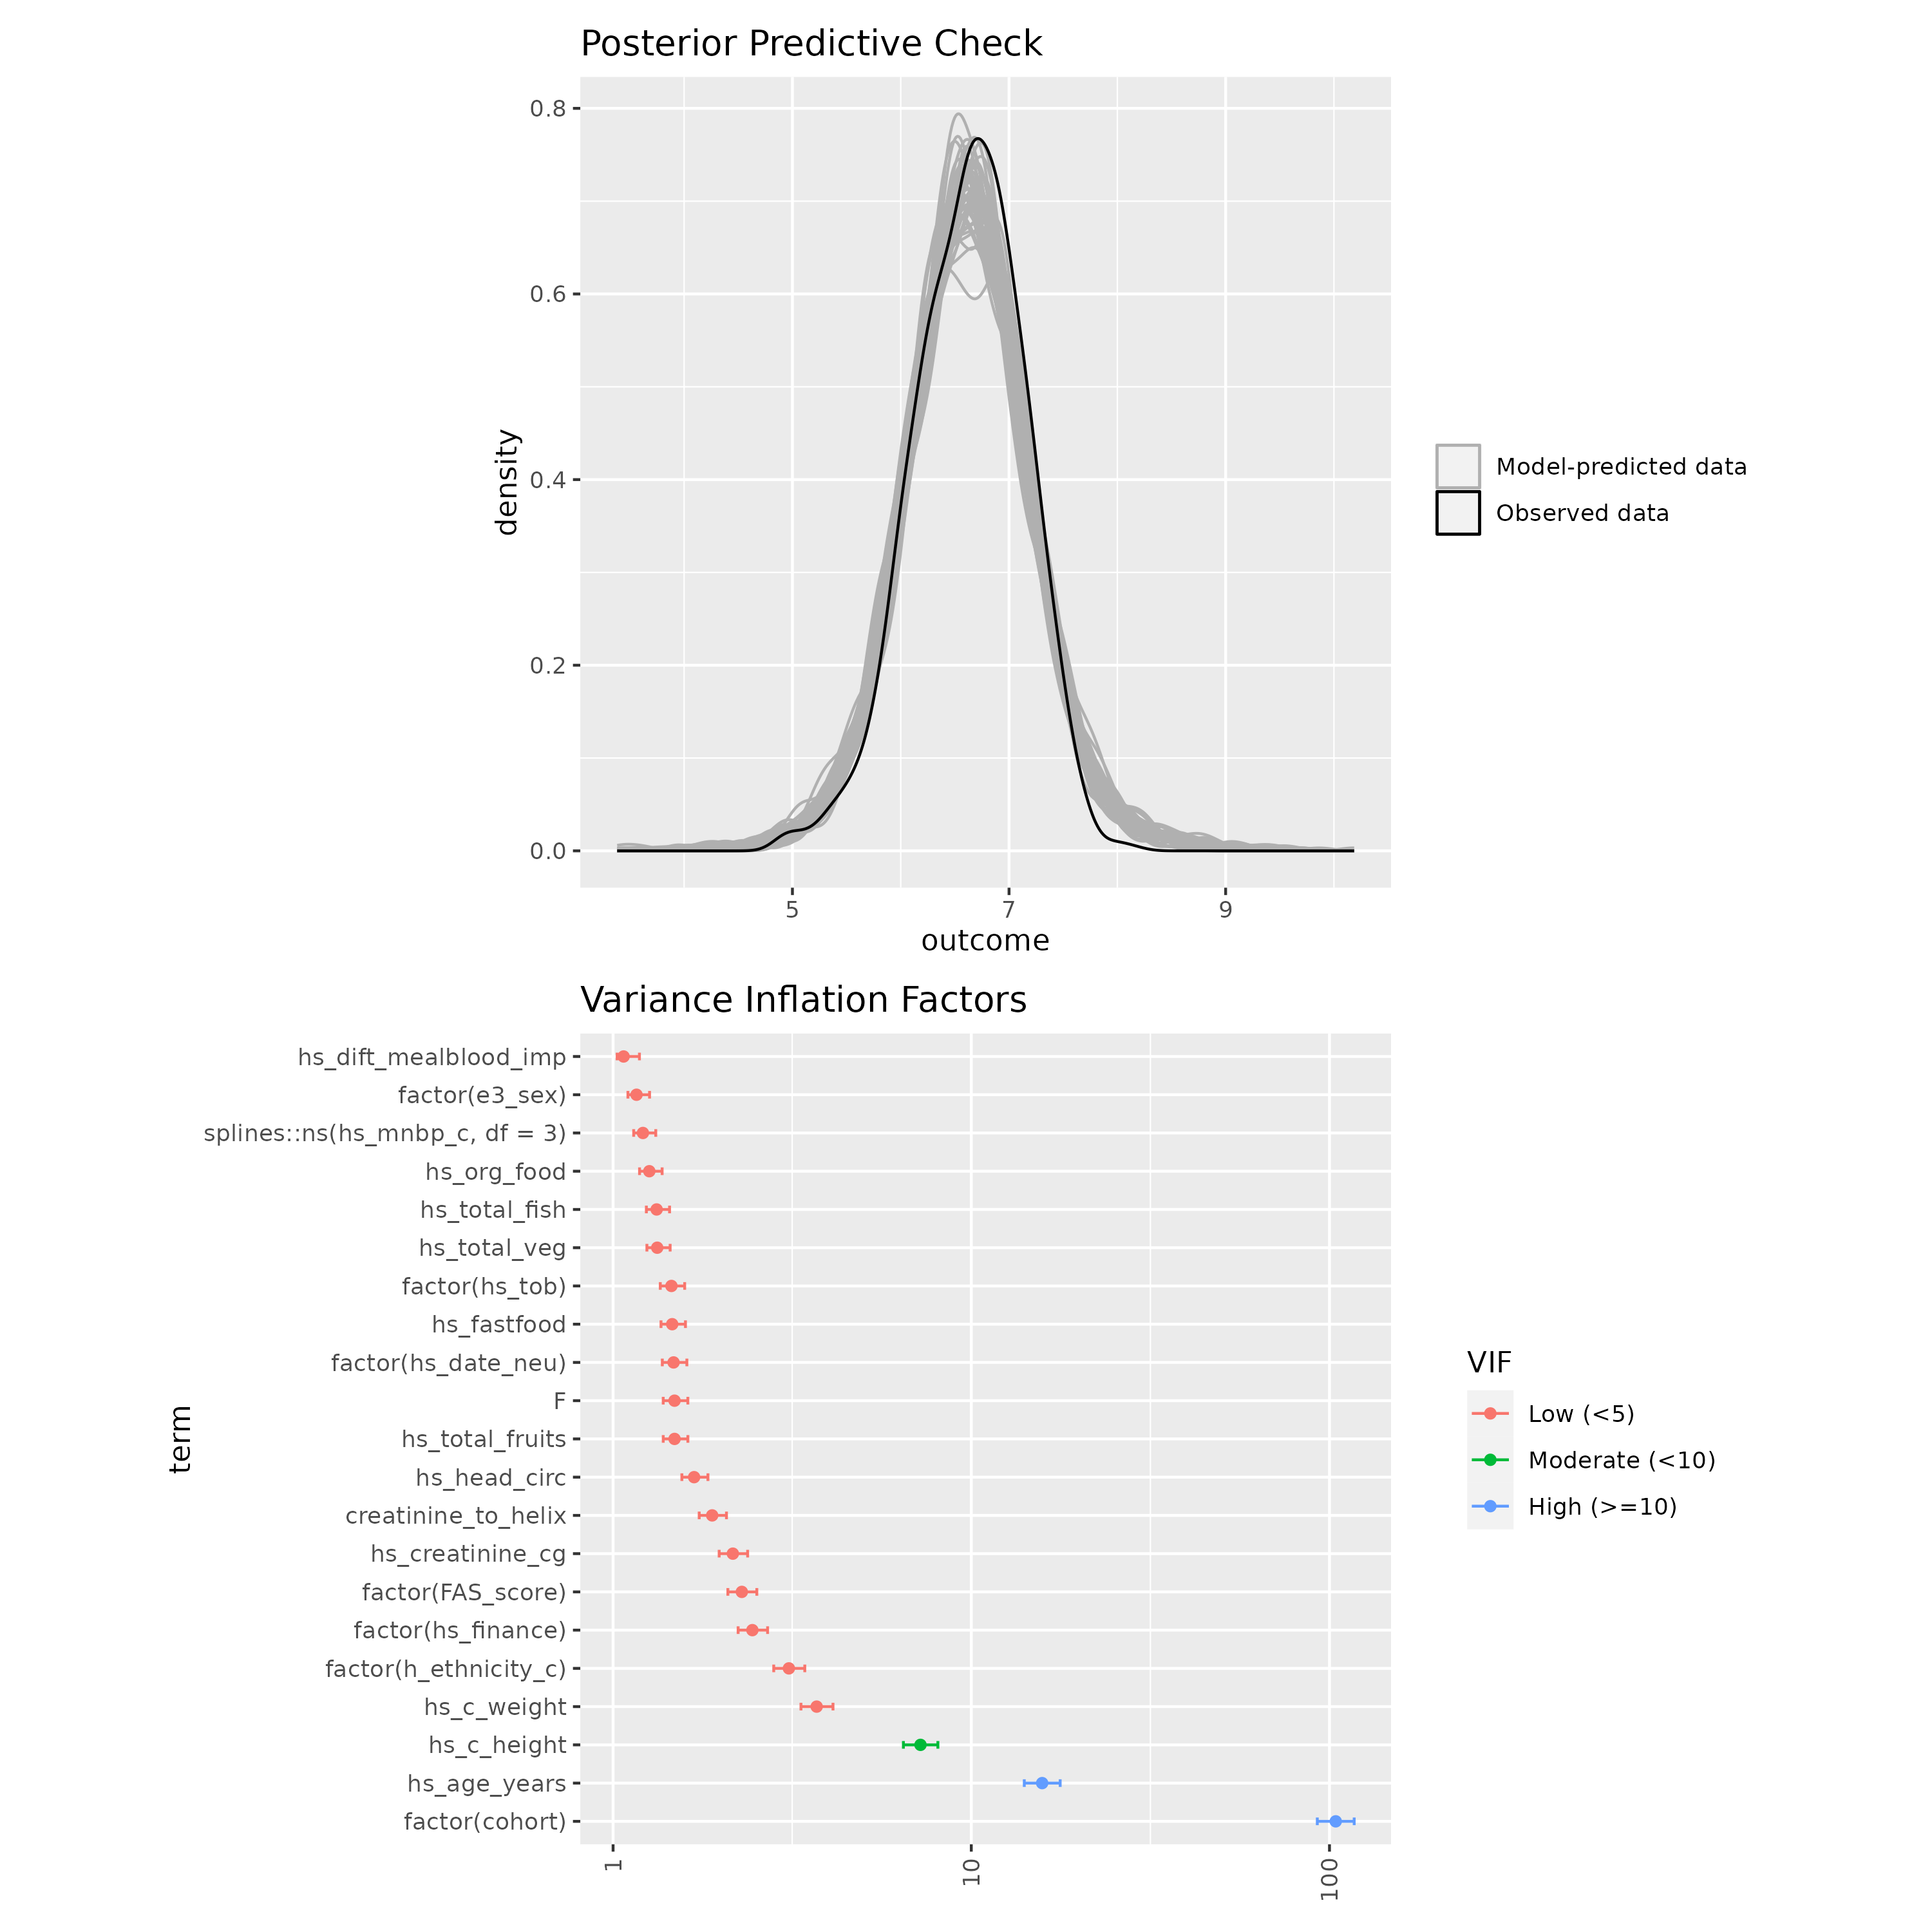 Posterior Predictive Check
0.8
0.6
0.4
0.2
0.0
density
5
7
9
outcome
Model-predicted data
Observed data
Variance Inflation Factors
term
hs_dift_mealblood_imp
factor(e3_sex)
splines::ns(hs_mnbp_c, df = 3)
hs_org_food
hs_total_fish
hs_total_veg
factor(hs_tob)
hs_fastfood
factor(hs_date_neu)
F
hs_total_fruits
hs_head_circ
creatinine_to_helix
hs_creatinine_cg
factor(FAS_score)
factor(hs_finance)
factor(h_ethnicity_c)
hs_c_weight
hs_c_height
hs_age_years
factor(cohort)
1
10
100
VIF
Low (<5)
Moderate (<10)
High (>=10)